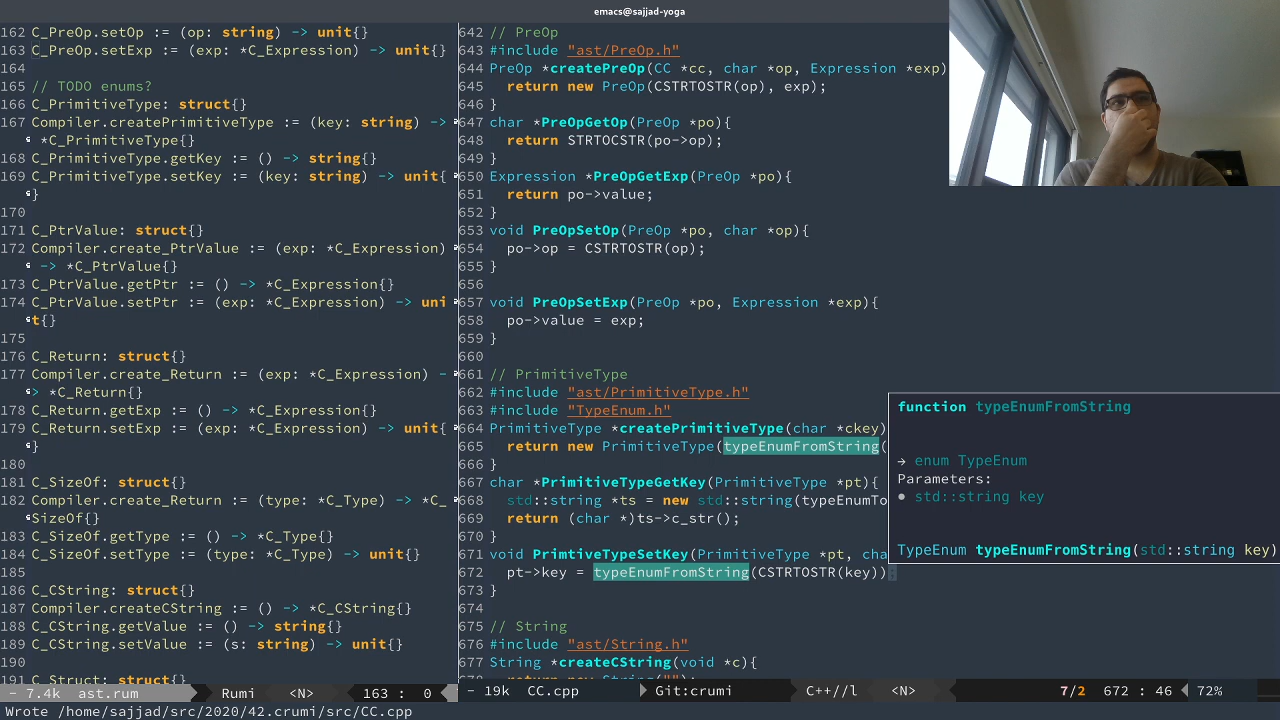 emacs@sajjad-yoga
162 C_PreOp.setOp := (op: string) -> unit{}
163 C_PreOp.setExp := (exp: *C_Expression) -> unit{}
164
165 // TODO enums?
166 C_PrimitiveType: struct{}
167 Compiler.createPrimitiveType := (key: string) ->
*C_PrimitiveType{}
168 C_PrimitiveType.getKey := () -> string{}
169 C_PrimitiveType.setKey := (key: string) -> unit{
}
170
171 C_PtrValue: struct{}
172 Compiler.create_PtrValue := (exp: *C_Expression)
-> *C_PtrValue{}
173 C_PtrValue.getPtr := () -> *C_Expression{}
174 C_PtrValue.setPtr := (exp: *C_Expression) -> uni
t{}
175
176 C_Return: struct{}
177 Compiler.create_Return := (exp: *C_Expression) -
> *C_Return{}
178 C_Return.getExp := () -> *C_Expression{}
179 C_Return.setExp := (exp: *C_Expression) -> unit{
}
180
181 C_SizeOf: struct{}
182 Compiler.create_Return := (type: *C_Type) -> *C_
SizeOf{}
183 C_SizeOf.getType := () -> *C_Type{}
184 C_SizeOf.setType := (type: *C_Type) -> unit{}
185
186 C_CString: struct{}
187 Compiler.createCString := () -> *C_CString{}
188 C_CString.getValue := () -> string{}
189 C_CString.setValue := (s: string) -> unit{}
190
191 C_Struct: struct{}
- 7.4k ast.rum Rumi <N> 163 : 0
642 // PreOp
643 #include "ast/PreOp.h"
644 PreOp *createPreOp(CC *cc, char *op, Expression *exp)
645 return new PreOp(CSTRTOSTR(op), exp);
646 }
647 char *PreOpGetOp(PreOp *po){
648 return STRTOCSTR(po->op);
649 }
650 Expression *PreOpGetExp(PreOp *po){
651 return po->value;
652 }
653 void PreOpSetOp(PreOp *po, char *op){
654 po->op = CSTRTOSTR(op);
655 }
656
657 void PreOpSetExp(PreOp *po, Expression *exp){
658 po->value = exp;
659 }
660
661 // PrimitiveType
662 #include "ast/PrimitiveType.h"
663 #include "TypeEnum.h"
664 PrimitiveType *createPrimitiveType(char *ckey)
665 return new PrimitiveType(typeEnumFromString(
666 }
667 char *PrimitiveTypeGetKey(PrimitiveType *pt){
668 std::string *ts = new std::string(typeEnumTo
669 return (char *)ts->c_str();
670 }
671 void PrimtiveTypeSetKey(PrimitiveType *pt, cha
672 pt->key = typeEnumFromString(CSTRTOSTR(key));
673 }
674
675 // String
676 #include "ast/String.h"
677 String *createCString(void *c){
return new String("");
- 19k CC.cpp Git:crumi C++//l <N> 7/2 672 : 46 72%
function typeEnumFromString
→ enum TypeEnum
Parameters:
● std::string key
TypeEnum typeEnumFromString(std::string key)
Wrote /home/sajjad/src/2020/42.crumi/src/CC.cpp